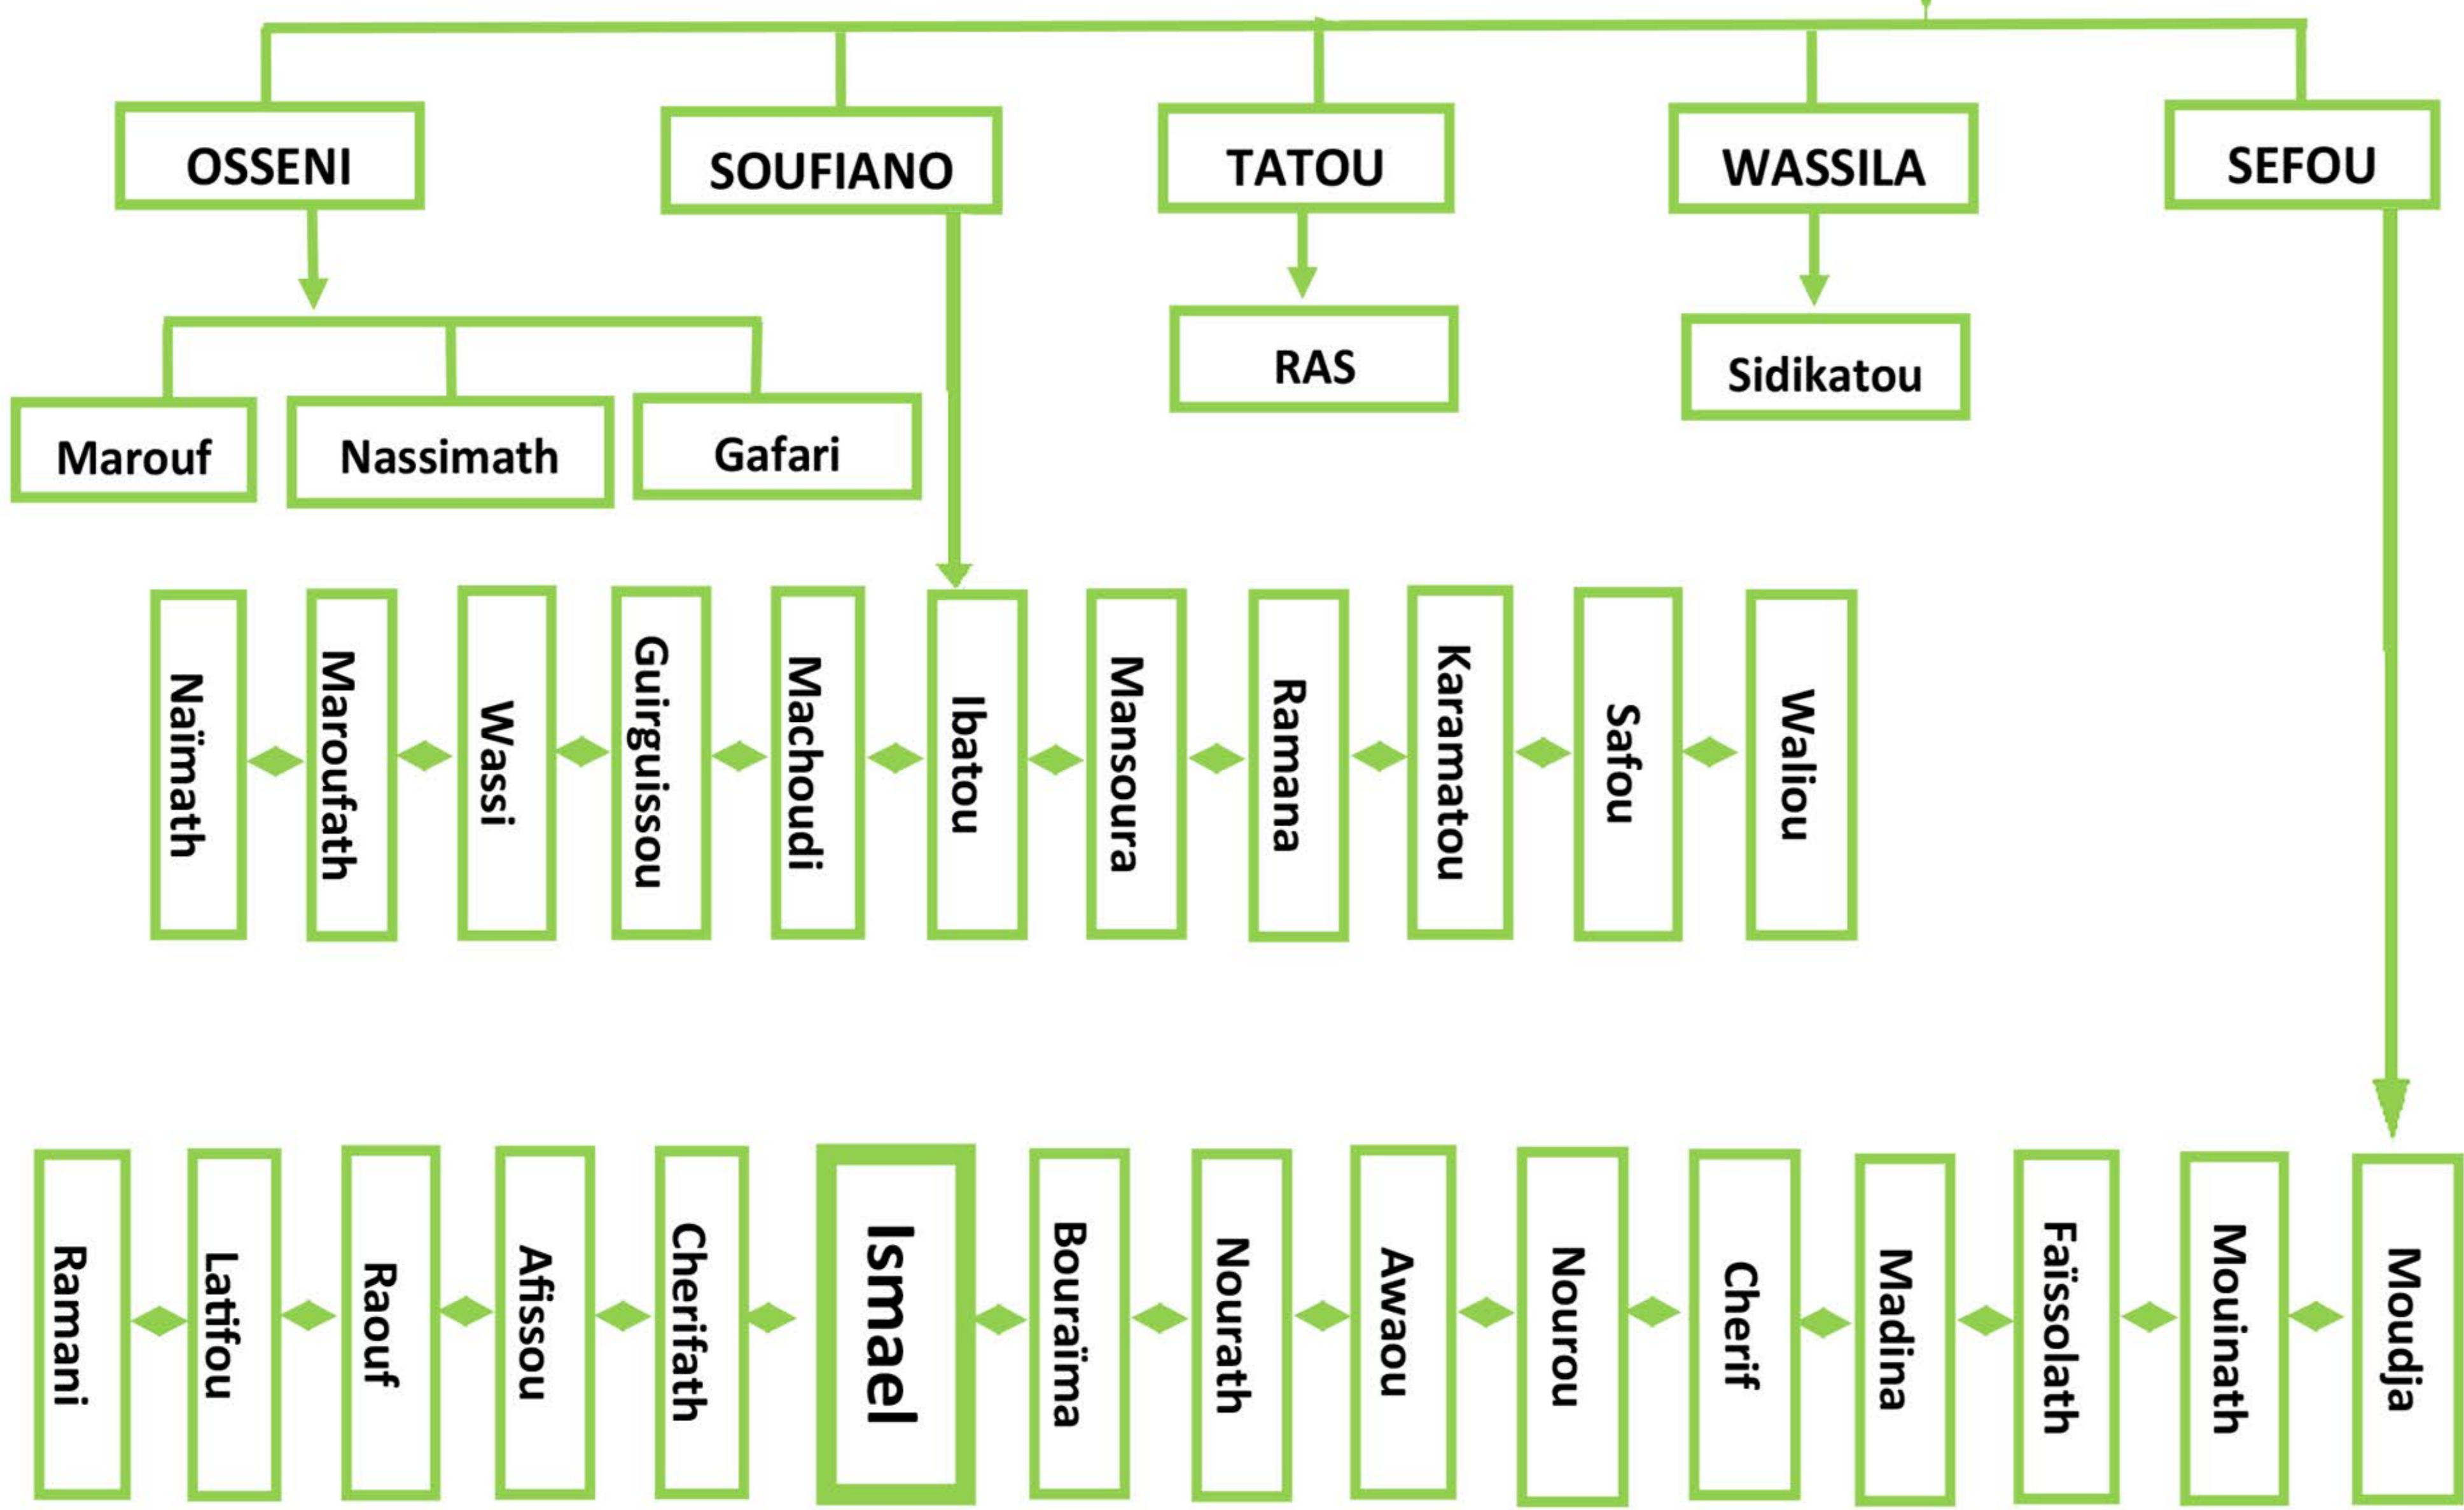 OSSENI
SOUFIANO
TATOU
WASSILA
SEFOU
RAS
Sidikatou
Marouf
Nassimath
Gafari
Naïmath
Maroufath
Wassi
Guirguissou
Machoudi
Ibatou
Mansoura
Ramana
Karamatou
Safou
Waliou
Ramani
Latifou
Raouf
Afissou
Cherifath
Ismael
Bouraïma
Nourath
Awaou
Nourou
Cherif
Madina
Faïssolath
Mouinath
Moudja